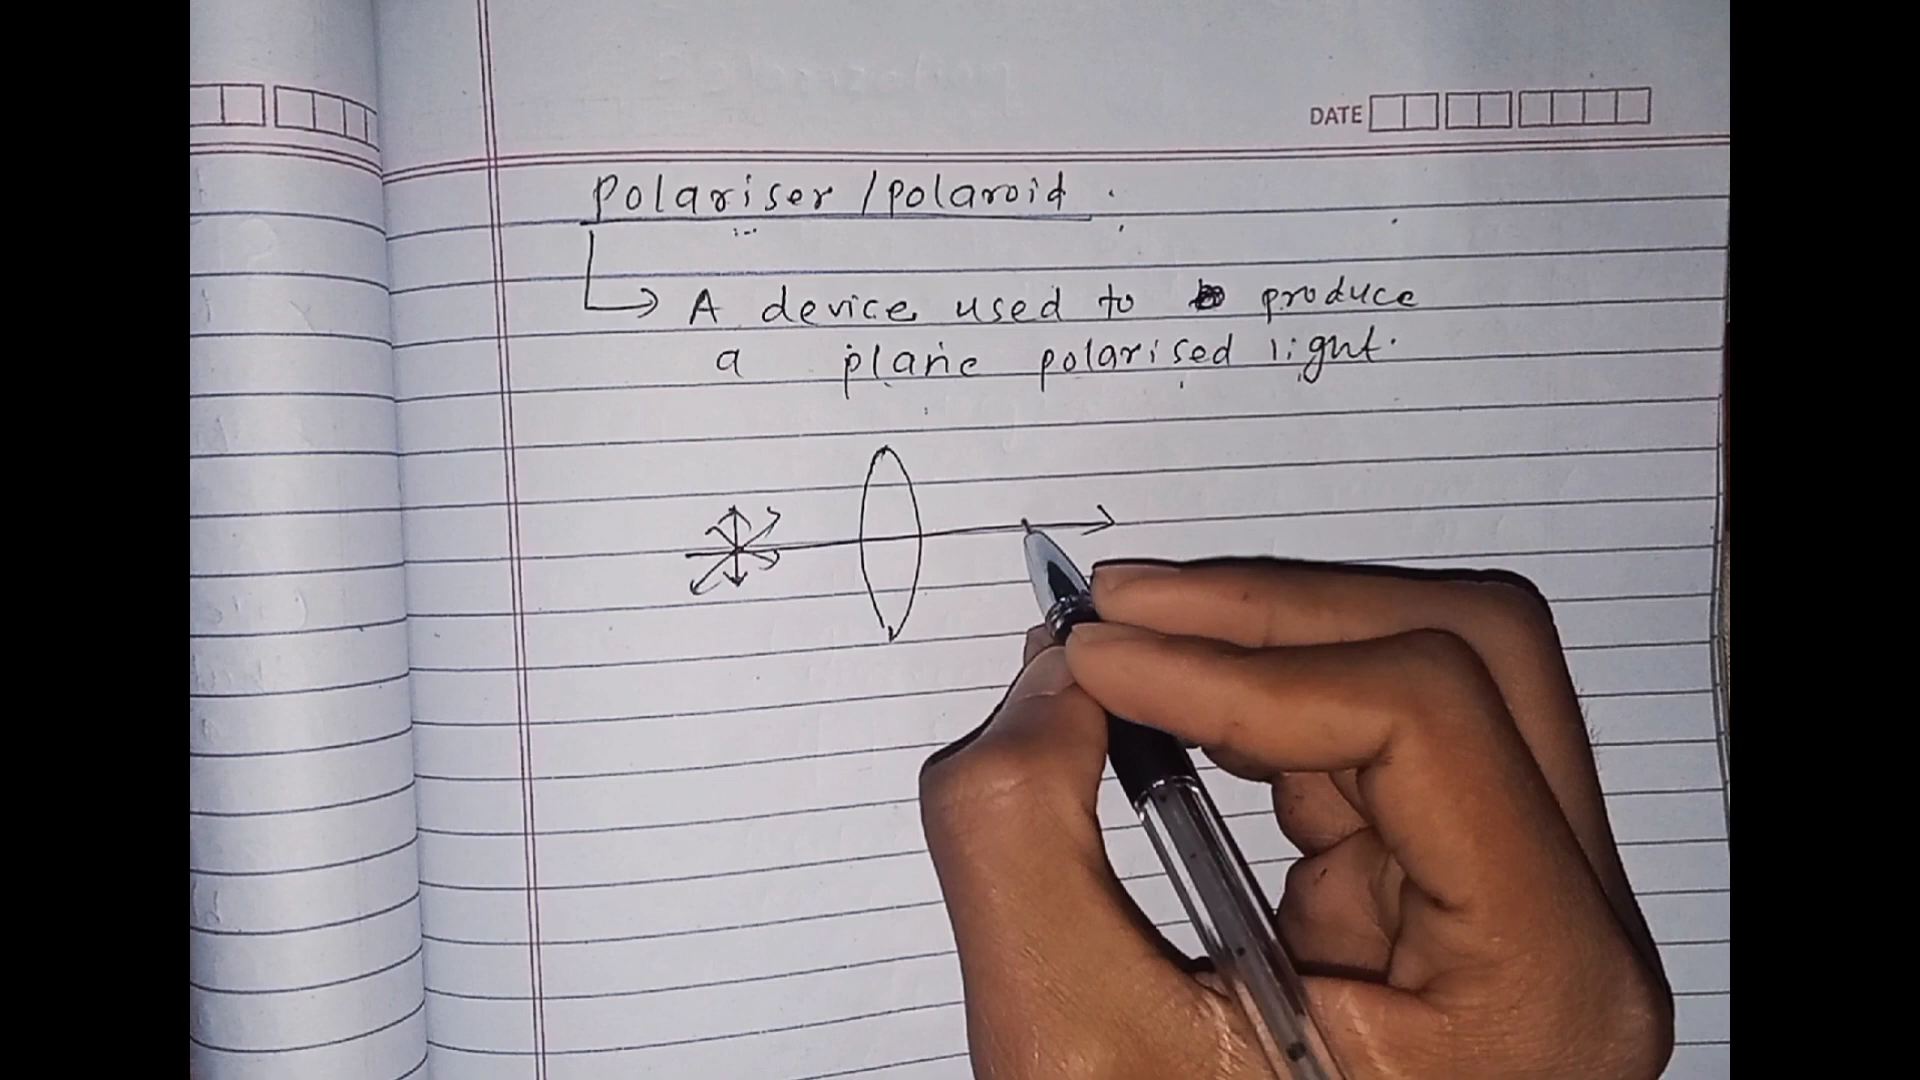 DATE
Polariser / polaroid
A device used to produce
a plane polarised light.